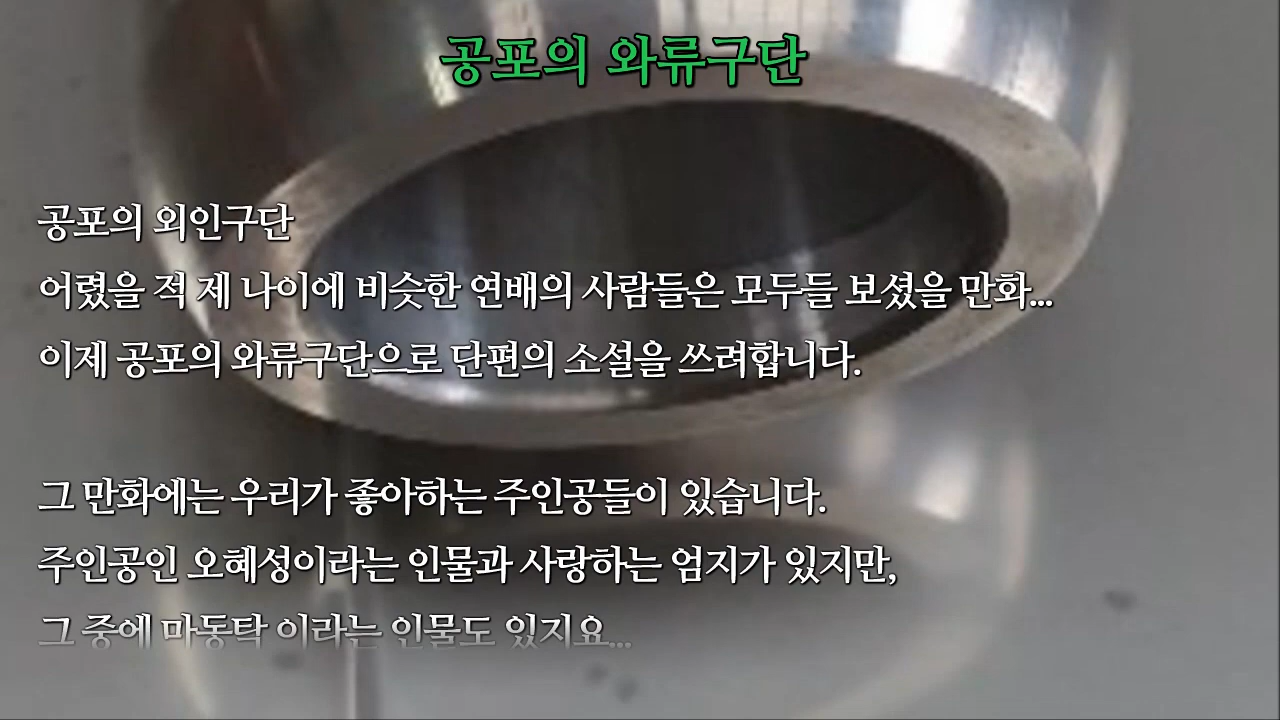 공포의 와류구단
공포의 외인구단
어렸을 적 제 나이에 비슷한 연배의 사람들은 모두들 보셨을 만화...
이제 공포의 와류구단으로 단편의 소설을 쓰려합니다.
그 만화에는 우리가 좋아하는 주인공들이 있습니다.
주인공인 오혜성이라는 인물과 사랑하는 엄지가 있지만,
그 중에 마동탁 이라는 인물도 있지요...